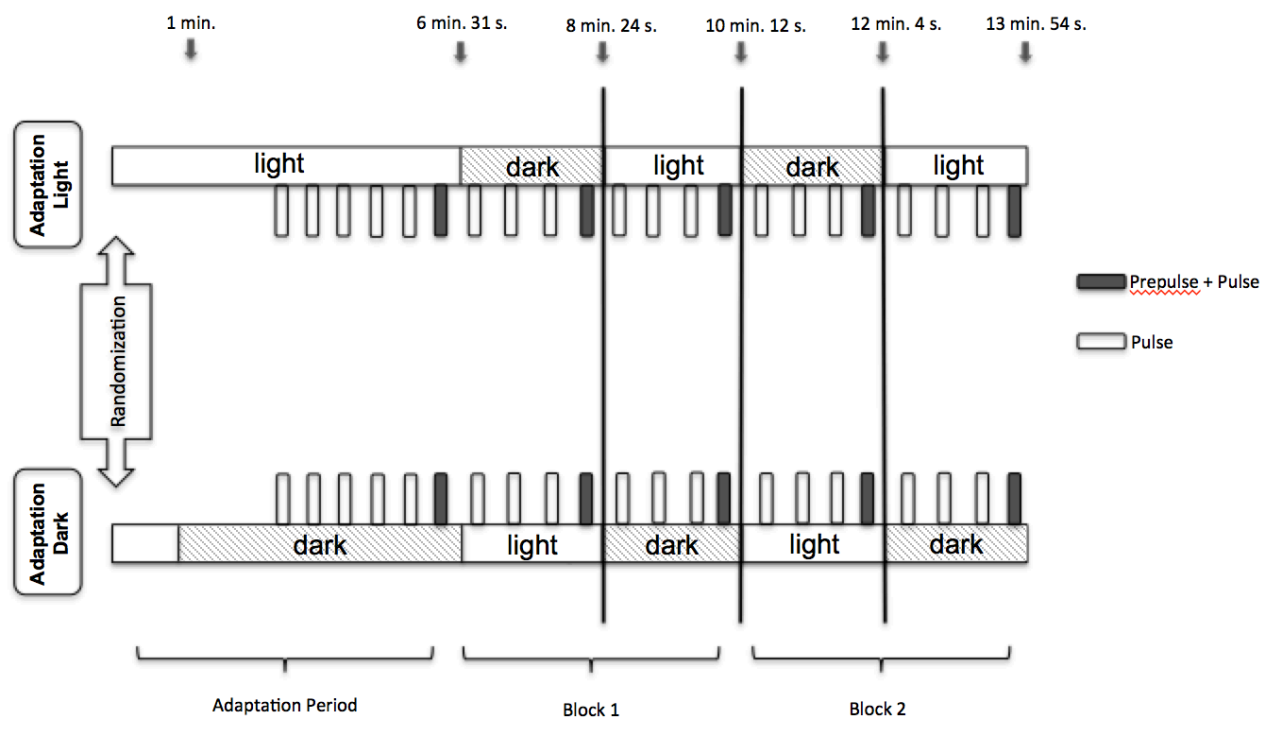 1 min.
6 min. 31 s.
8 min. 24 s.
10 min. 12 s.
12 min. 4 s.
13 min. 54 s.
Adaptation
Light
light
dark
light
dark
light
Randomization
Prepulse + Pulse
Pulse
Adaptation
Dark
dark
light
dark
light
dark
Adaptation Period
Block 1
Block 2